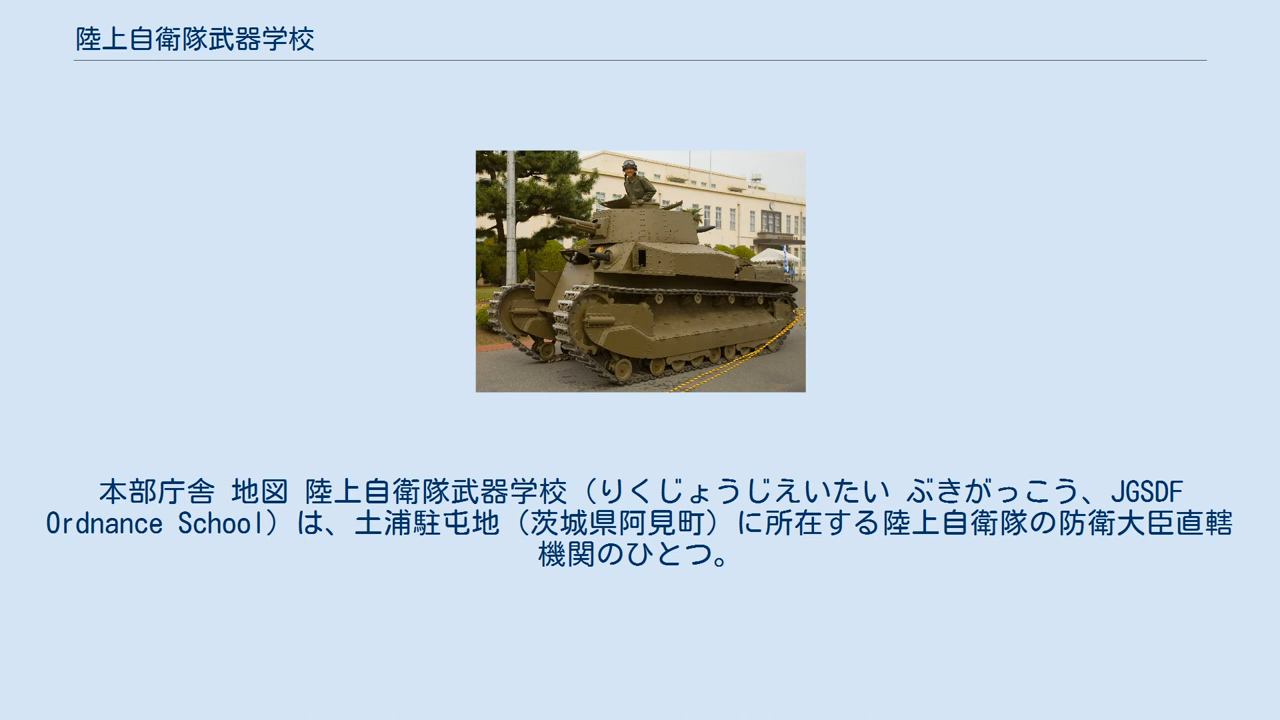 陸上自衛隊武器学校
本部庁舎 地図 陸上自衛隊武器学校（りくじょうじえいたい ぶきがっこう、JGSDF
Ordnance School）は、土浦駐屯地（茨城県阿見町）に所在する陸上自衛隊の防衛大臣直轄
機関のひとつ。